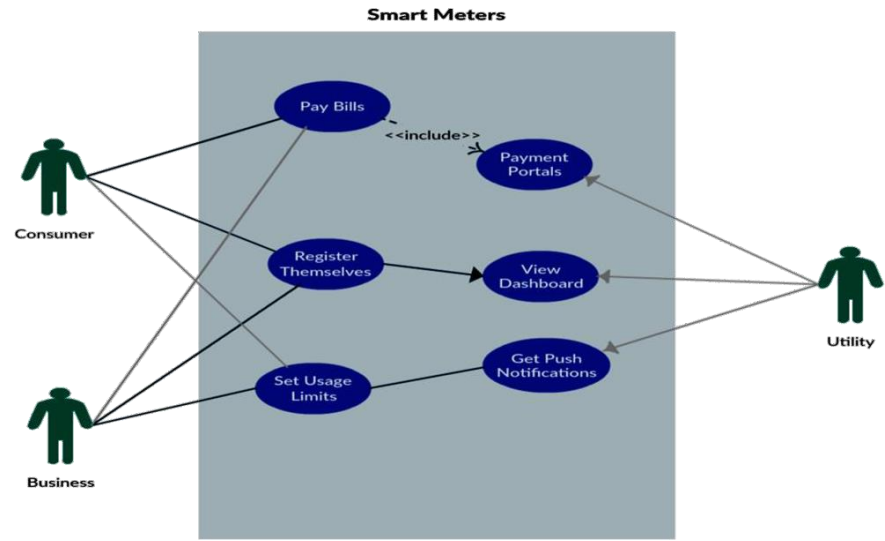 Smart Meters
Pay Bills
<<include>>
Payment
Portals
Consumer
Register
Themselves
View
Dashboard
Utility
Set Usage
Limits
Get Push
Notifications
Business